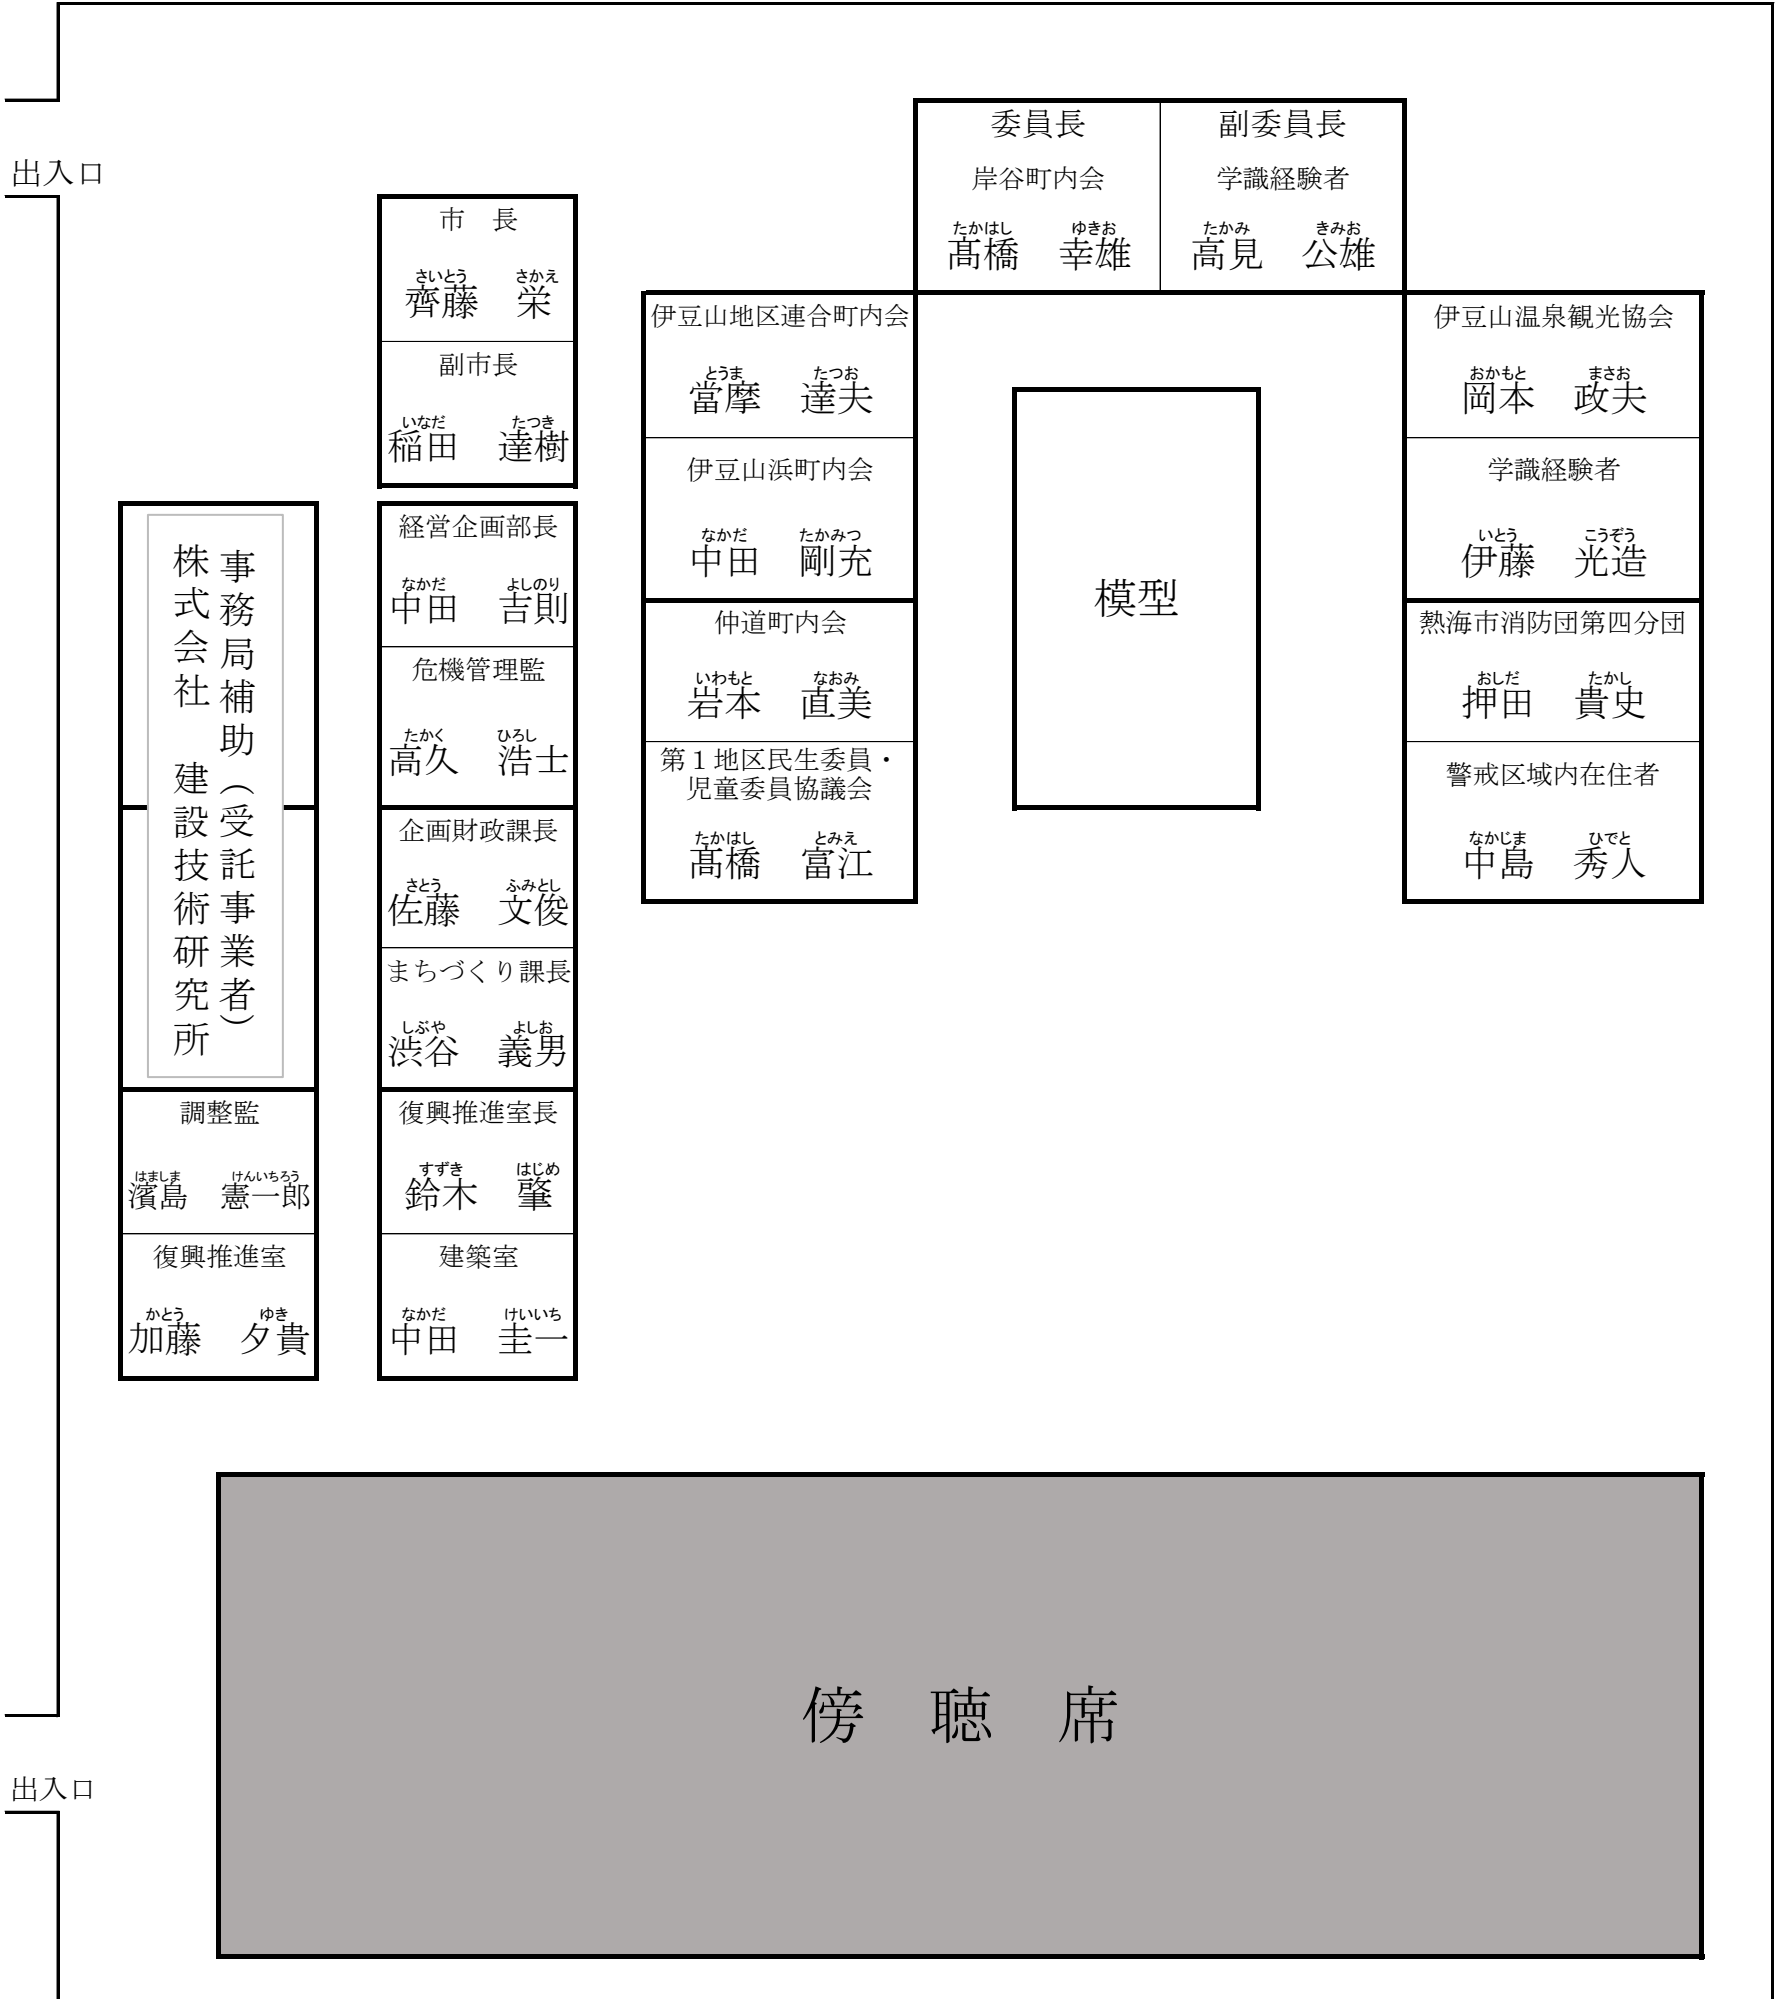 出入口
委員長
岸谷町内会
たかはし ゆきお
髙橋 幸雄
副委員長
学識経験者
たかみ きみお
高見 公雄
市 長
さいとう さかえ
齊藤 栄
副市長
いなだ たつき
稲田 達樹
伊豆山地区連合町内会
とうま たつお
當摩 達夫
伊豆山浜町内会
なかだ たかみつ
中田 剛充
仲道町内会
いわもと なおみ
岩本 直美
第１地区民生委員・
児童委員協議会
たかはし とみえ
髙橋 富江
模型
伊豆山温泉観光協会
おかもと まさお
岡本 政夫
学識経験者
いとう こうぞう
伊藤 光造
熱海市消防団第四分団
おしだ たかし
押田 貴史
警戒区域内在住者
なかじま ひでと
中島 秀人
事務局補助（受託事業者）
株式会社 建設技術研究所
調整監
はましま けんいちろう
濱島 憲一郎
復興推進室
かとう ゆき
加藤 夕貴
経営企画部長
なかだ よしのり
中田 吉則
危機管理監
たかく ひろし
高久 浩士
企画財政課長
さとう ふみとし
佐藤 文俊
まちづくり課長
しぶや よしお
渋谷 義男
復興推進室長
すずき はじめ
鈴木 肇
建築室
なかだ けいいち
中田 圭一
傍 聴 席
出入口